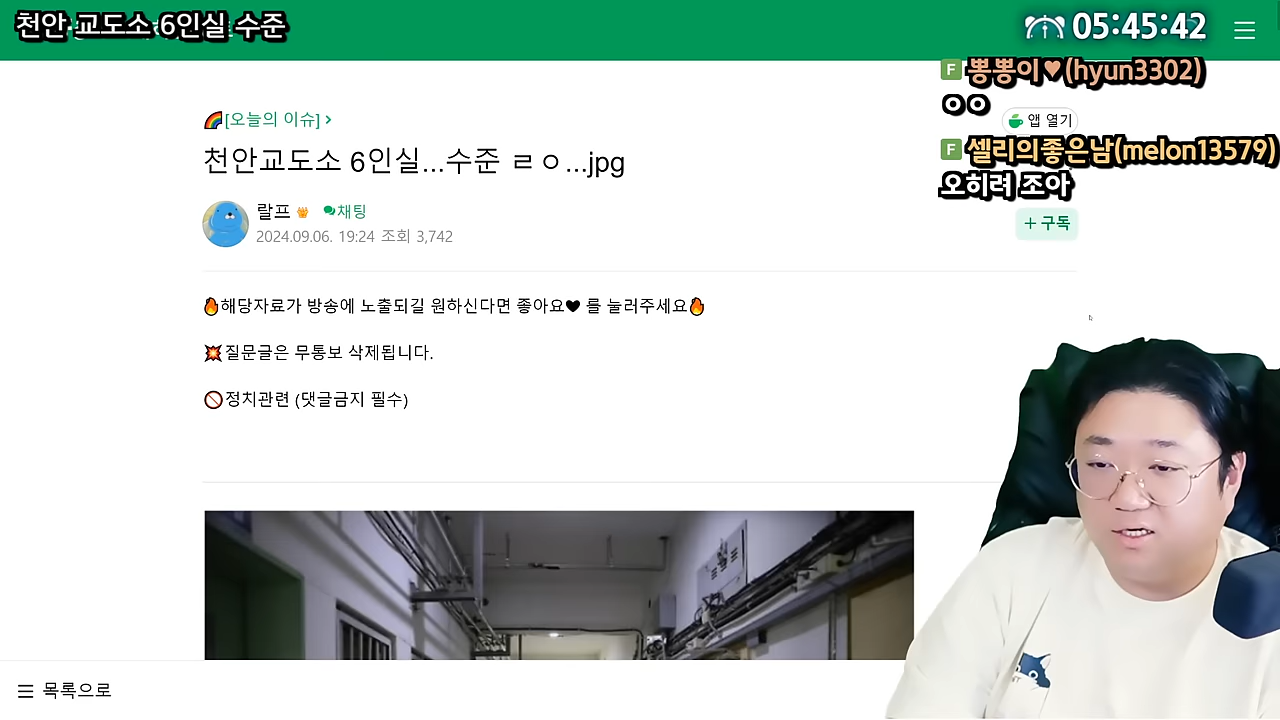 천안 교도소 6인실 수준
05:45:42
F 뽕뽕이♥(hyun3302)
ㅇㅇ
앱 열기
F 셀리의좋은남(melon13579)
오히려 조아
🌈[오늘의 이슈] >
천안교도소 6인실...수준 ㄹㅇ...jpg
랄프 채팅
2024.09.06. 19:24 조회 3,742
+ 구독
🔥해당자료가 방송에 노출되길 원하신다면 좋아요♥ 를 눌러주세요🔥
💥질문글은 무통보 삭제됩니다.
🚫정치관련 (댓글금지 필수)
목록으로